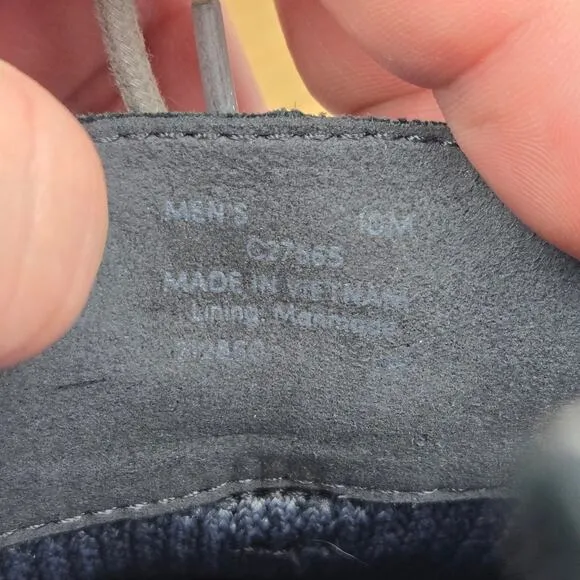 MEN'S 10M
C27665
MADE IN VIETNAM
Lining: Manmade